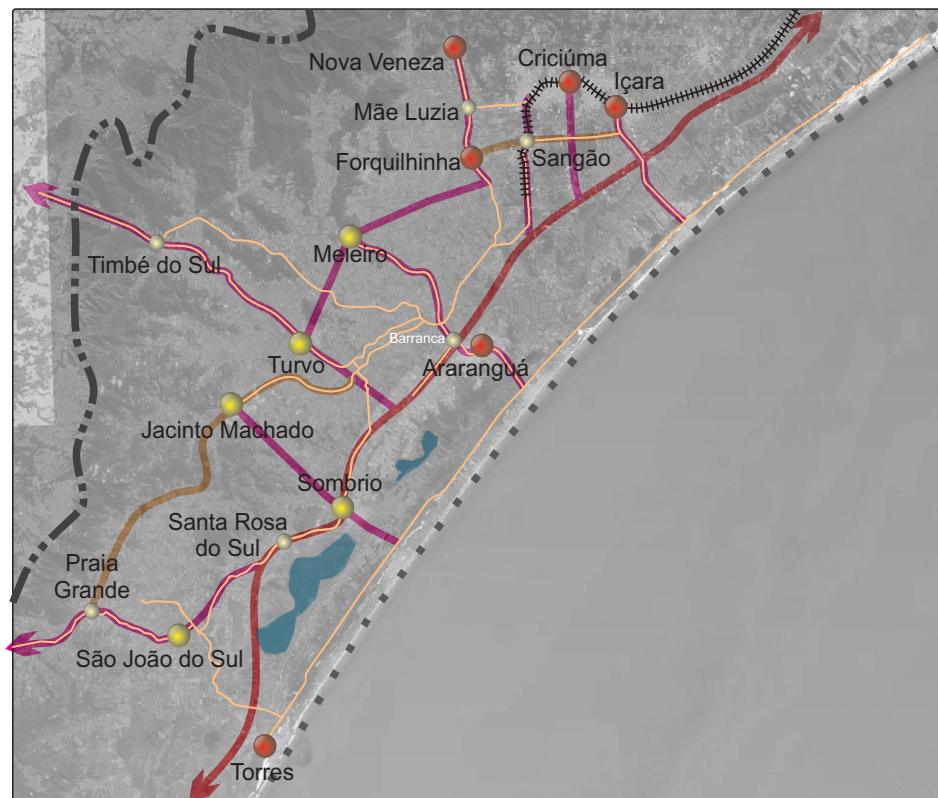 Criciúma
Nova Veneza
Içara
Mãe Luzia
Forquilhinha
Sangão
Meleiro
Timbé do Sul
Barranca
Turvo
Araranguá
Jacinto Machado
Sombrio
Santa Rosa
do Sul
Praia
Grande
São João do Sul
Torres